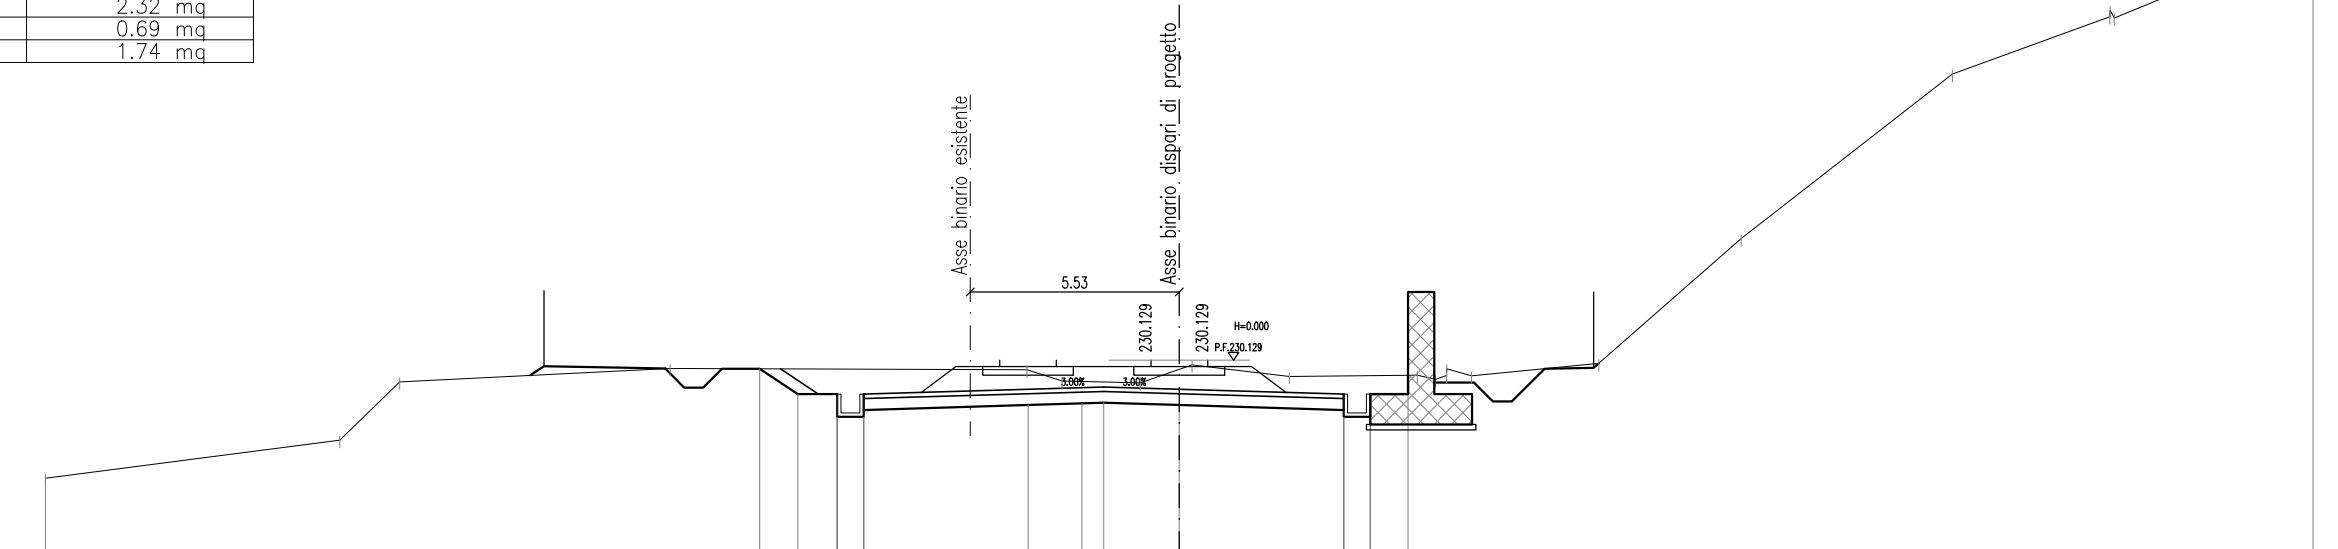 2.32 mq
0.69 mq
1.74 mq
Asse binario esistente
Asse binario dispari di progetto
5.53
230.129
230.129
H=0.000
P.F.230.129
3.00%
3.00%